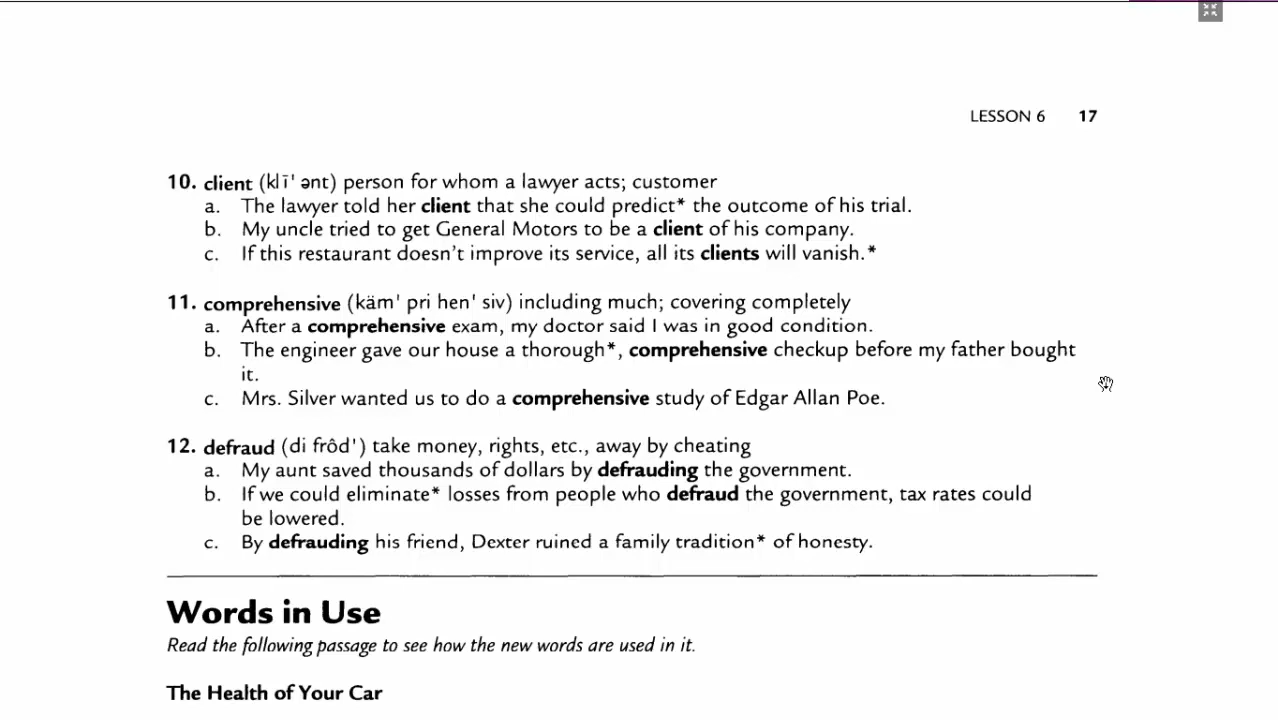 LESSON 6 17
10. client (klī' ənt) person for whom a lawyer acts; customer
a. The lawyer told her client that she could predict* the outcome of his trial.
b. My uncle tried to get General Motors to be a client of his company.
c. If this restaurant doesn't improve its service, all its clients will vanish.*
11. comprehensive (käm' pri hen' siv) including much; covering completely
a. After a comprehensive exam, my doctor said I was in good condition.
b. The engineer gave our house a thorough*, comprehensive checkup before my father bought
it.
c. Mrs. Silver wanted us to do a comprehensive study of Edgar Allan Poe.
12. defraud (di frôd') take money, rights, etc., away by cheating
a. My aunt saved thousands of dollars by defrauding the government.
b. If we could eliminate* losses from people who defraud the government, tax rates could
be lowered.
c. By defrauding his friend, Dexter ruined a family tradition* of honesty.
Words in Use
Read the following passage to see how the new words are used in it.
The Health of Your Car